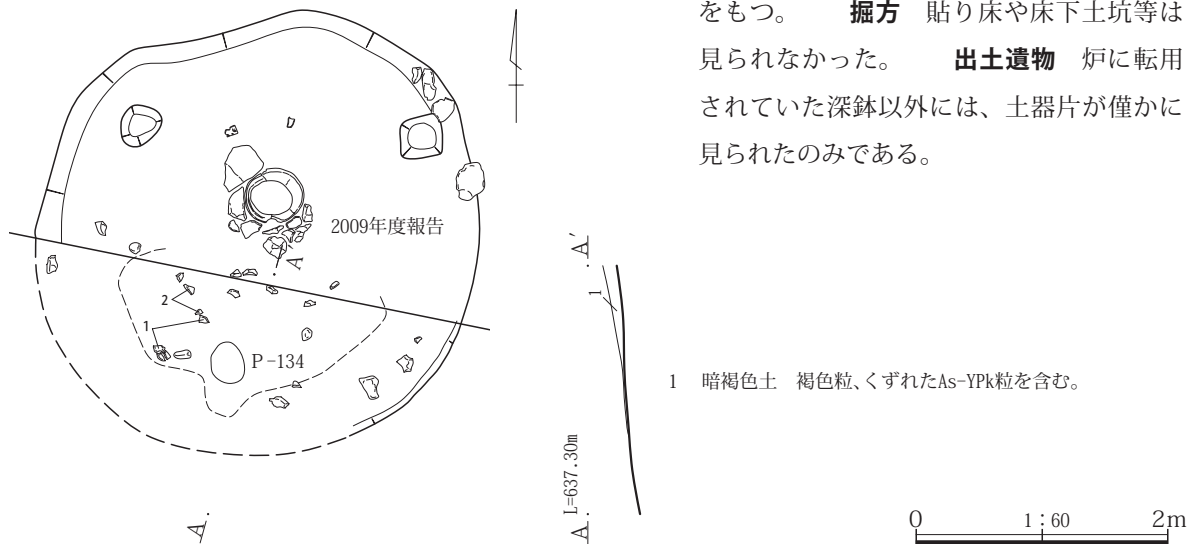 をもつ。　掘方　貼り床や床下土坑等は
見られなかった。　出土遺物　炉に転用
されていた深鉢以外には、土器片が僅かに
見られたのみである。
2009年度報告
A′
2
1
P-134
A
A′
1
L=637.30m
A
1　暗褐色土　褐色粒、くずれたAs-YPk粒を含む。
0　1：60　2m